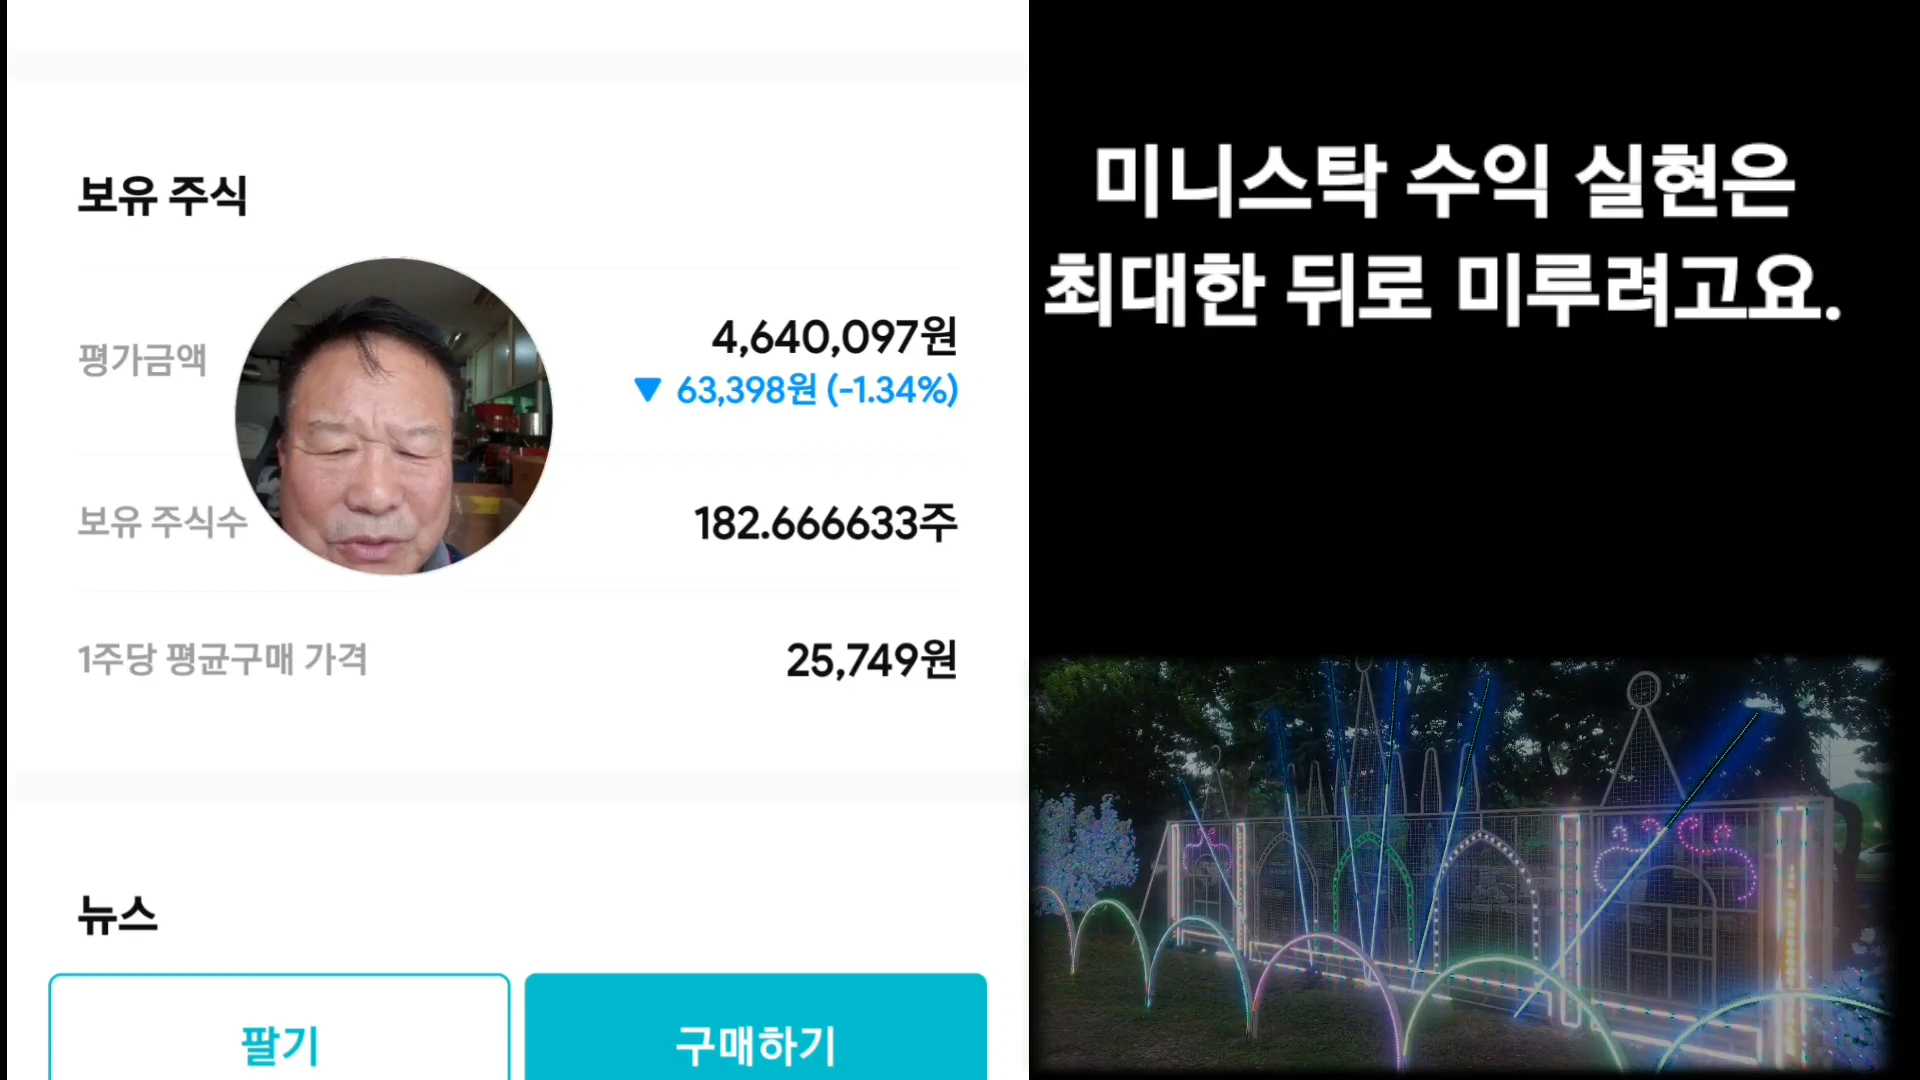 보유 주식
평가금액
4,640,097원
▼ 63,398원 (-1.34%)
보유 주식수
182.666633주
1주당 평균구매 가격
25,749원
뉴스
팔기
구매하기
미니스탁 수익 실현은
최대한 뒤로 미루려고요.